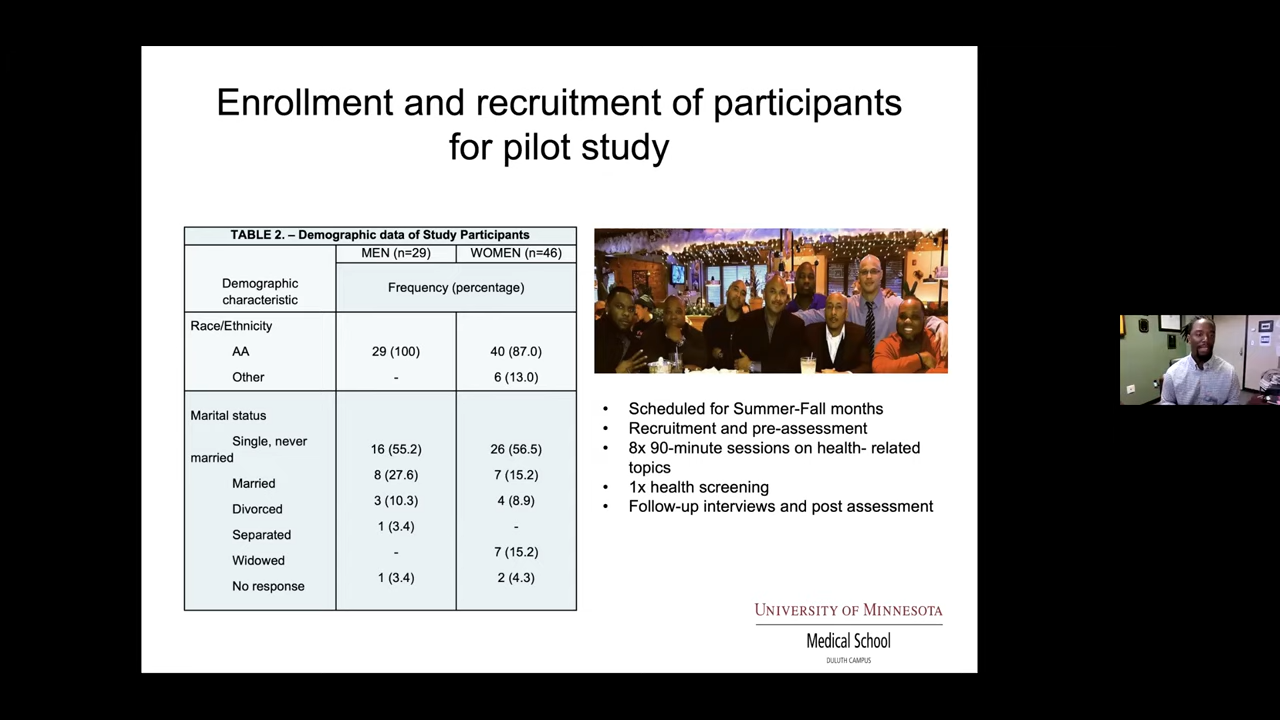 Enrollment and recruitment of participants
for pilot study
TABLE 2. – Demographic data of Study Participants
MEN (n=29) WOMEN (n=46)
Demographic
characteristic
Frequency (percentage)
Race/Ethnicity
AA 29 (100) 40 (87.0)
Other - 6 (13.0)
Marital status
Single, never
married 16 (55.2) 26 (56.5)
Married 8 (27.6) 7 (15.2)
Divorced 3 (10.3) 4 (8.9)
Separated 1 (3.4) -
Widowed - 7 (15.2)
No response 1 (3.4) 2 (4.3)
• Scheduled for Summer-Fall months
• Recruitment and pre-assessment
• 8x 90-minute sessions on health- related
topics
• 1x health screening
• Follow-up interviews and post assessment
UNIVERSITY OF MINNESOTA
Medical School
DULUTH CAMPUS